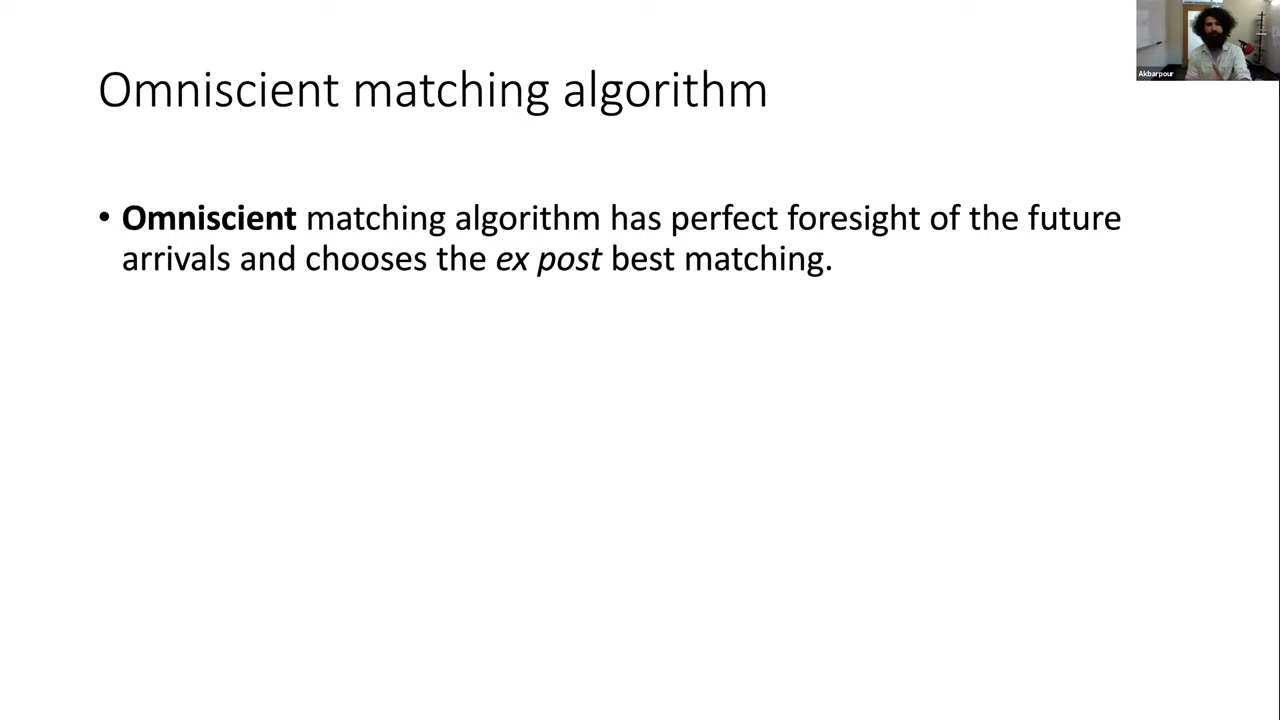 Akbarpour
Omniscient matching algorithm
• Omniscient matching algorithm has perfect foresight of the future
arrivals and chooses the ex post best matching.